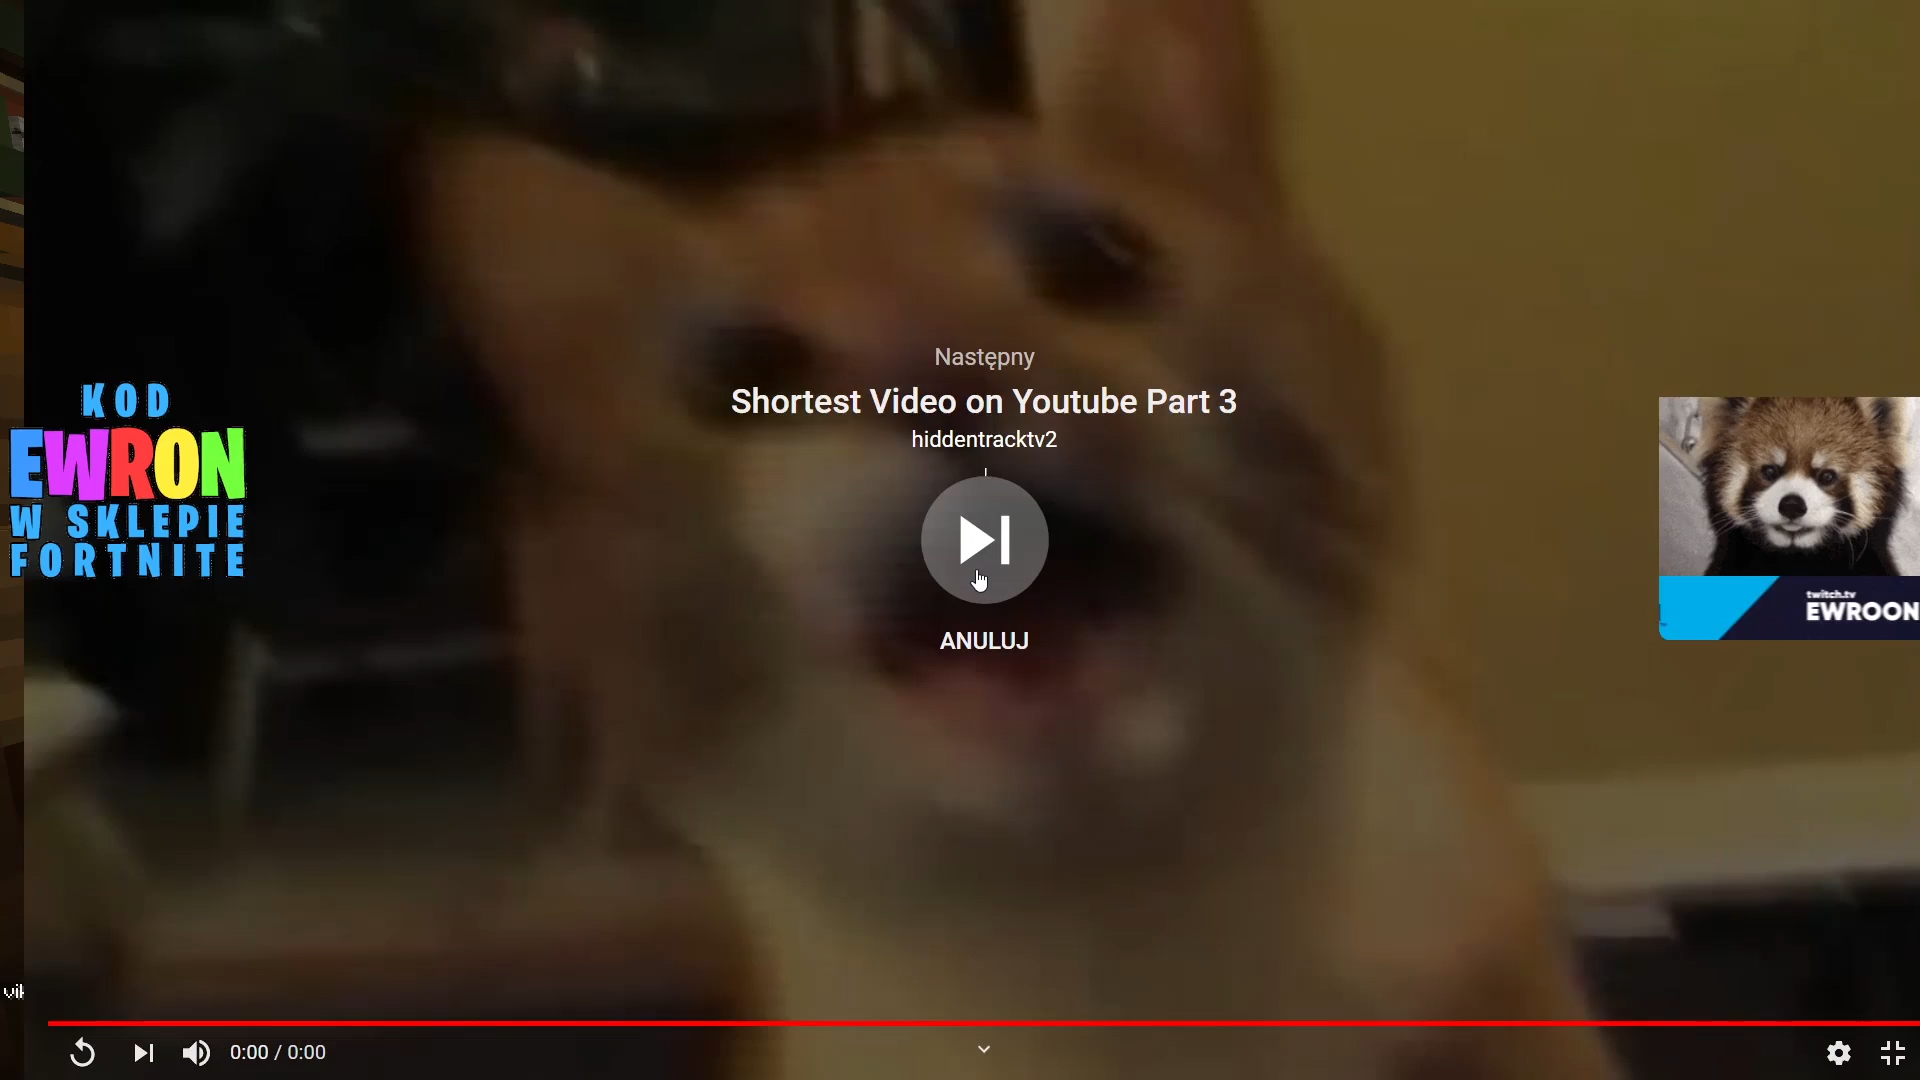 Następny
Shortest Video on Youtube Part 3
hiddentracktv2
KOD
EWRON
W SKLEPIE
FORTNITE
twitch.tv
EWROON
ANULUJ
vil
0:00 / 0:00